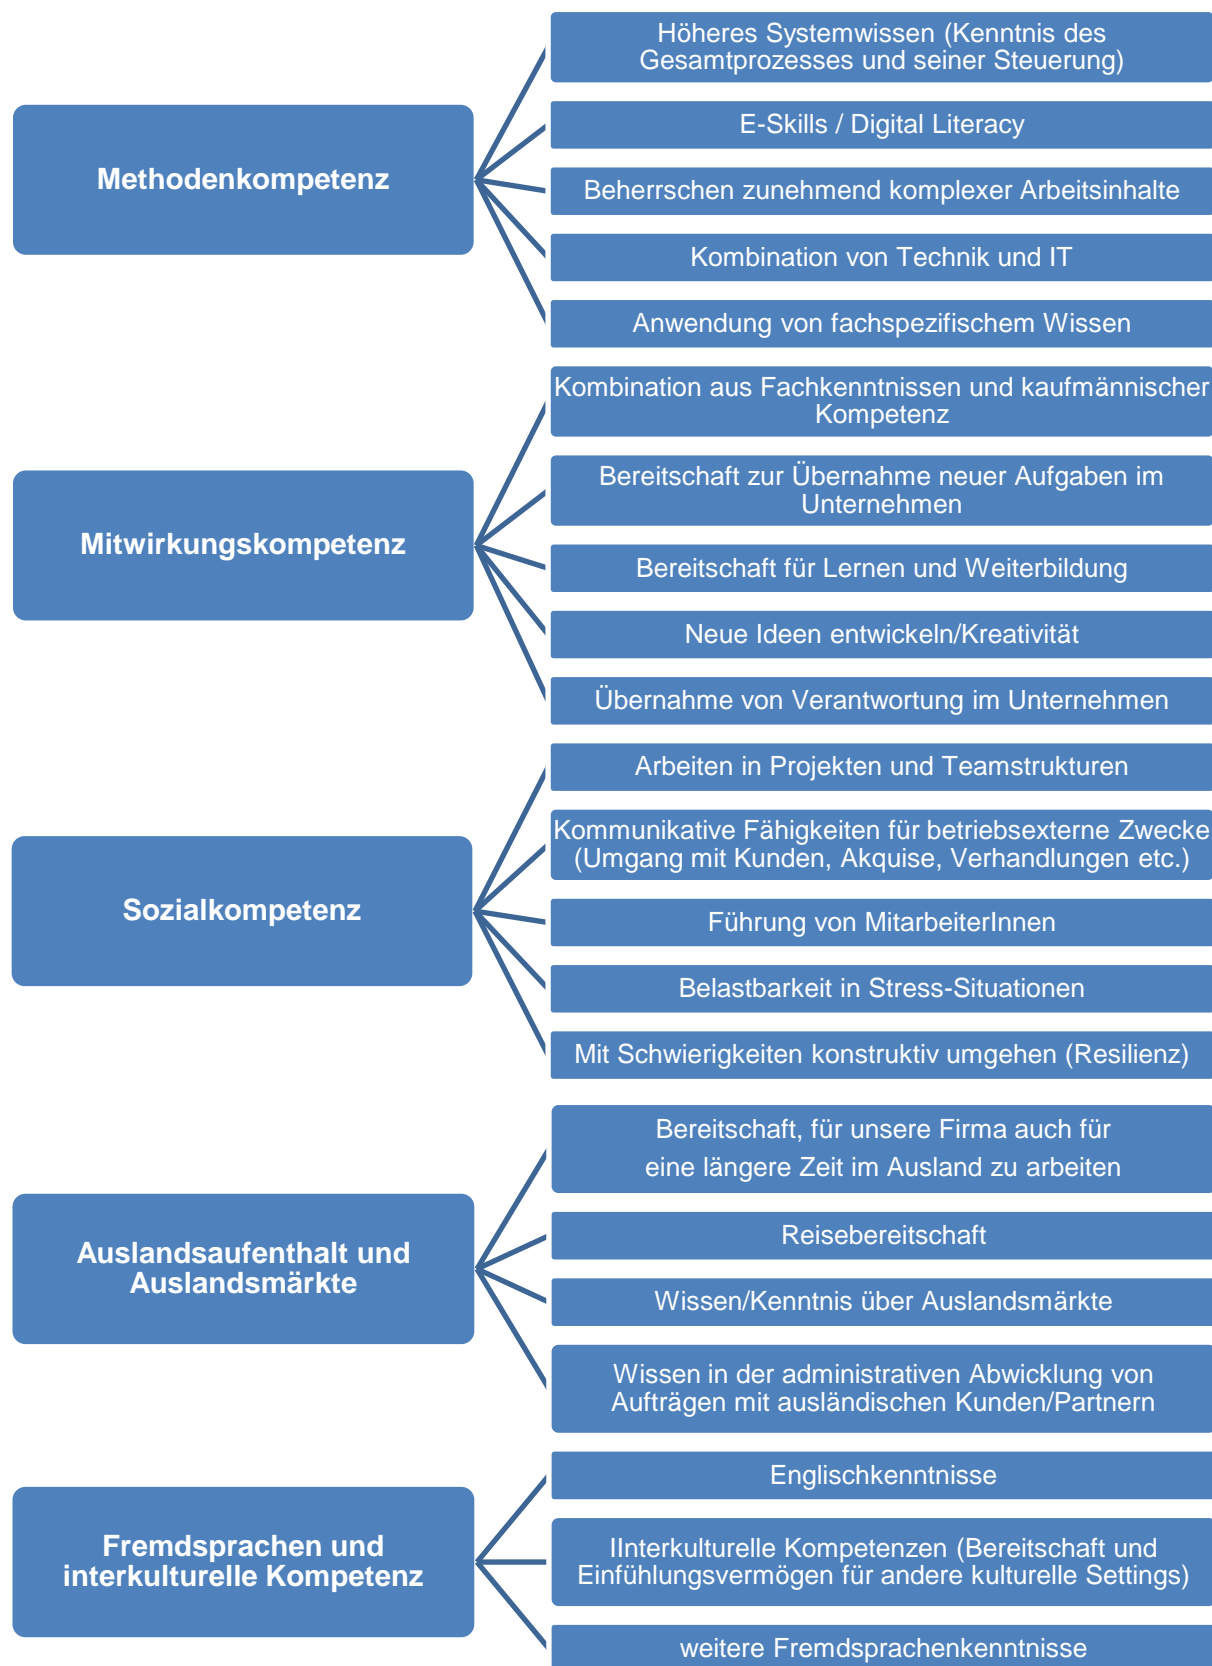 Methodenkompetenz
Höheres Systemwissen (Kenntnis des
Gesamtprozesses und seiner Steuerung)
E-Skills / Digital Literacy
Beherrschen zunehmend komplexer Arbeitsinhalte
Kombination von Technik und IT
Anwendung von fachspezifischem Wissen
Mitwirkungskompetenz
Kombination aus Fachkenntnissen und kaufmännischer
Kompetenz
Bereitschaft zur Übernahme neuer Aufgaben im
Unternehmen
Bereitschaft für Lernen und Weiterbildung
Neue Ideen entwickeln/Kreativität
Übernahme von Verantwortung im Unternehmen
Sozialkompetenz
Arbeiten in Projekten und Teamstrukturen
Kommunikative Fähigkeiten für betriebsexterne Zwecke
(Umgang mit Kunden, Akquise, Verhandlungen etc.)
Führung von MitarbeiterInnen
Belastbarkeit in Stress-Situationen
Mit Schwierigkeiten konstruktiv umgehen (Resilienz)
Auslandsaufenthalt und
Auslandsmärkte
Bereitschaft, für unsere Firma auch für
eine längere Zeit im Ausland zu arbeiten
Reisebereitschaft
Wissen/Kenntnis über Auslandsmärkte
Wissen in der administrativen Abwicklung von
Aufträgen mit ausländischen Kunden/Partnern
Fremdsprachen und
interkulturelle Kompetenz
Englischkenntnisse
IInterkulturelle Kompetenzen (Bereitschaft und
Einfühlungsvermögen für andere kulturelle Settings)
weitere Fremdsprachenkenntnisse